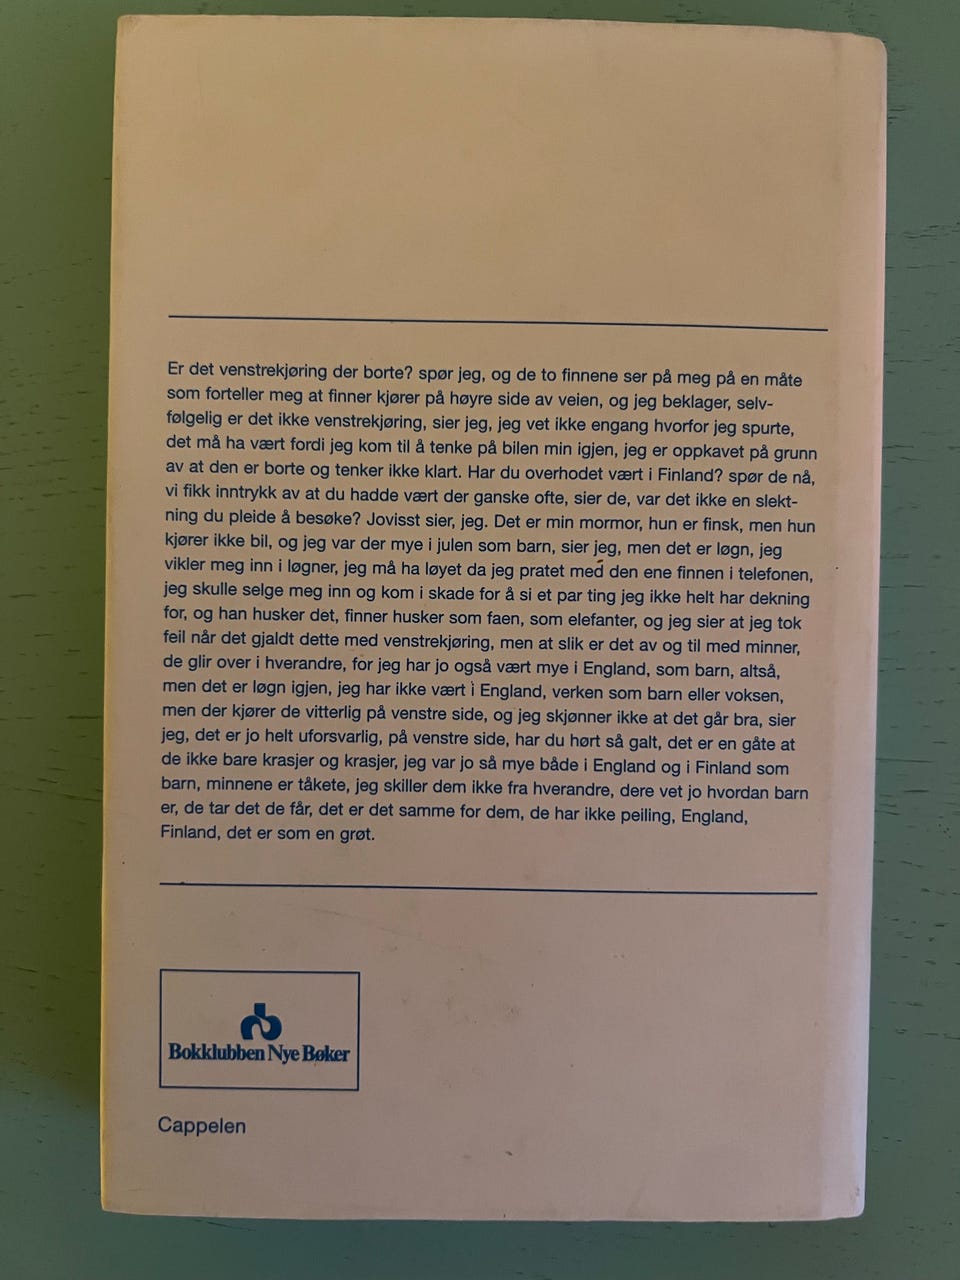 Er det venstrekjøring der borte? spør jeg, og de to finnene ser på meg på en måte
som forteller meg at finner kjører på høyre side av veien, og jeg beklager, selv-
følgelig er det ikke venstrekjøring, sier jeg, jeg vet ikke engang hvorfor jeg spurte,
det må ha vært fordi jeg kom til å tenke på bilen min igjen, jeg er oppkavet på grunn
av at den er borte og tenker ikke klart. Har du overhodet vært i Finland? spør de nå,
vi fikk inntrykk av at du hadde vært der ganske ofte, sier de, var det ikke en slekt-
ning du pleide å besøke? Jovisst sier, jeg. Det er min mormor, hun er finsk, men hun
kjører ikke bil, og jeg var der mye i julen som barn, sier jeg, men det er løgn, jeg
vikler meg inn i løgner, jeg må ha løyet da jeg pratet med den ene finnen i telefonen,
jeg skulle selge meg inn og kom i skade for å si et par ting jeg ikke helt har dekning
for, og han husker det, finner husker som faen, som elefanter, og jeg sier at jeg tok
feil når det gjaldt dette med venstrekjøring, men at slik er det av og til med minner,
de glir over i hverandre, for jeg har jo også vært mye i England, som barn, altså,
men det er løgn igjen, jeg har ikke vært i England, verken som barn eller voksen,
men der kjører de vitterlig på venstre side, og jeg skjønner ikke at det går bra, sier
jeg, det er jo helt uforsvarlig, på venstre side, har du hørt så galt, det er en gåte at
de ikke bare krasjer og krasjer, jeg var jo så mye både i England og i Finland som
barn, minnene er tåkete, jeg skiller dem ikke fra hverandre, dere vet jo hvordan barn
er, de tar det de får, det er det samme for dem, de har ikke peiling, England,
Finland, det er som en grøt.
Bokklubben Nye Bøker
Cappelen